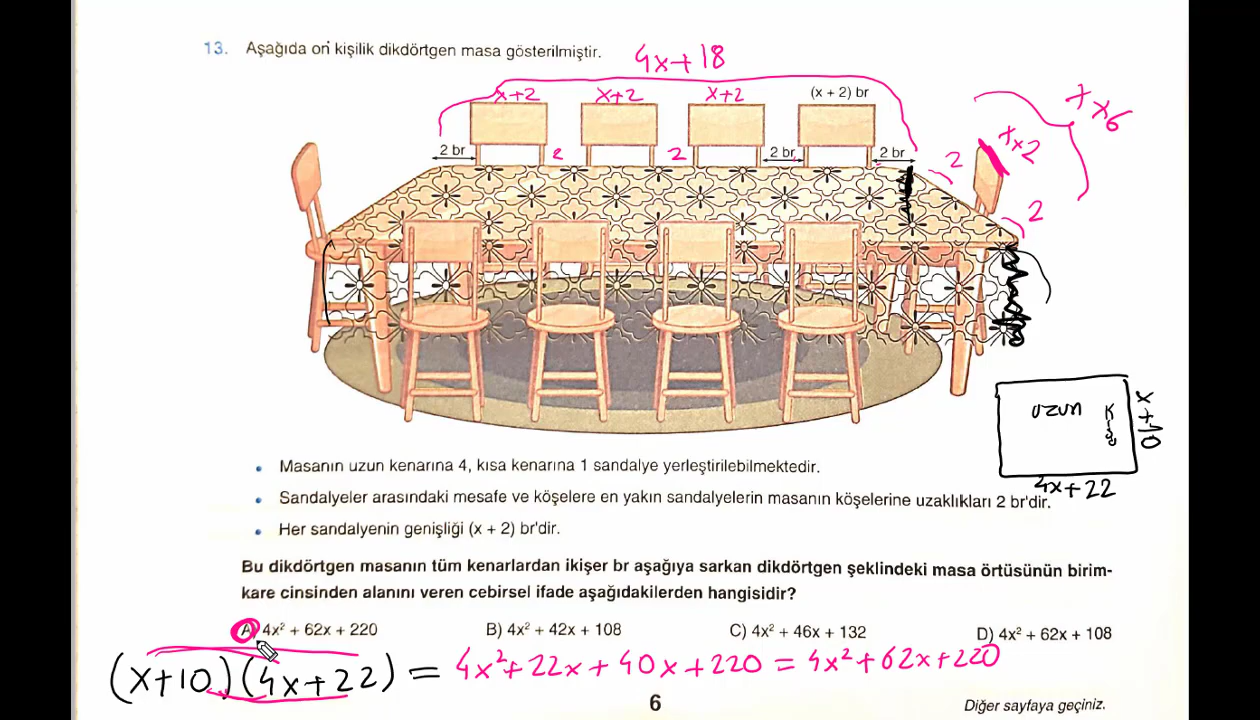 13. Aşağıda on kişilik dikdörtgen masa gösterilmiştir.
4x+18
x+2 x+2 x+2 (x + 2) br
x+6
x+2
2 br 2 2 2 br 2 br 2
2
uzun Kısa x+10
4x+22
• Masanın uzun kenarına 4, kısa kenarına 1 sandalye yerleştirilebilmektedir.
• Sandalyeler arasındaki mesafe ve köşelere en yakın sandalyelerin masanın köşelerine uzaklıkları 2 br'dir.
• Her sandalyenin genişliği (x + 2) br'dir.
Bu dikdörtgen masanın tüm kenarlardan ikişer br aşağıya sarkan dikdörtgen şeklindeki masa örtüsünün birim-
kare cinsinden alanını veren cebirsel ifade aşağıdakilerden hangisidir?
A) 4x² + 62x + 220 B) 4x² + 42x + 108 C) 4x² + 46x + 132 D) 4x² + 62x + 108
(x+10)(4x+22) = 4x²+22x+40x+220 = 4x²+62x+220
6
Diğer sayfaya geçiniz.